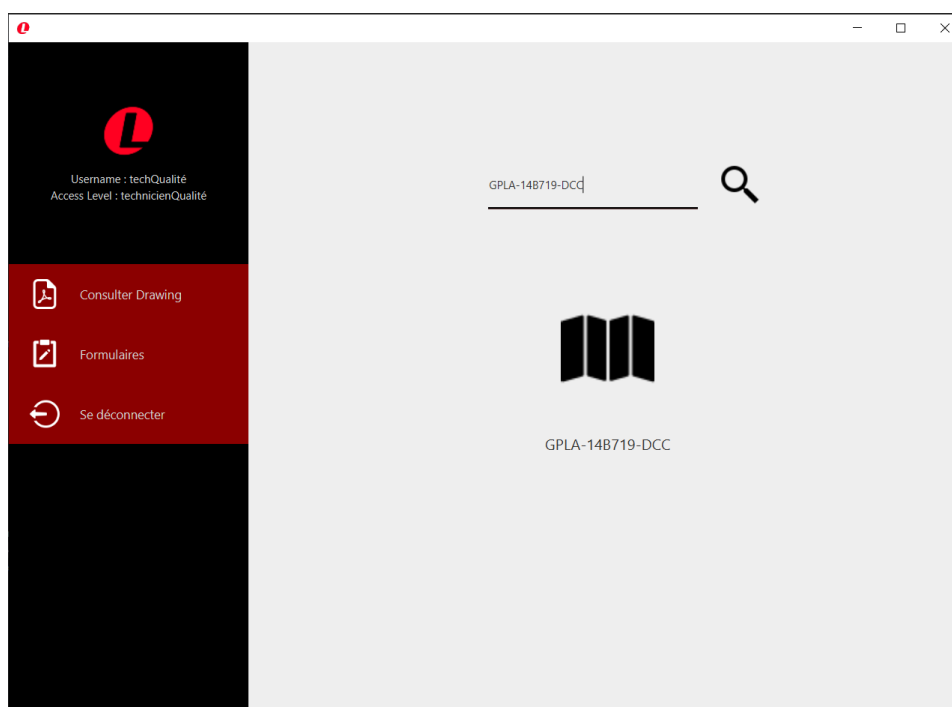 Username : techQualité
Access Level : technicienQualité
Consulter Drawing
Formulaires
Se déconnecter
GPLA-14B719-DCC
GPLA-14B719-DCC